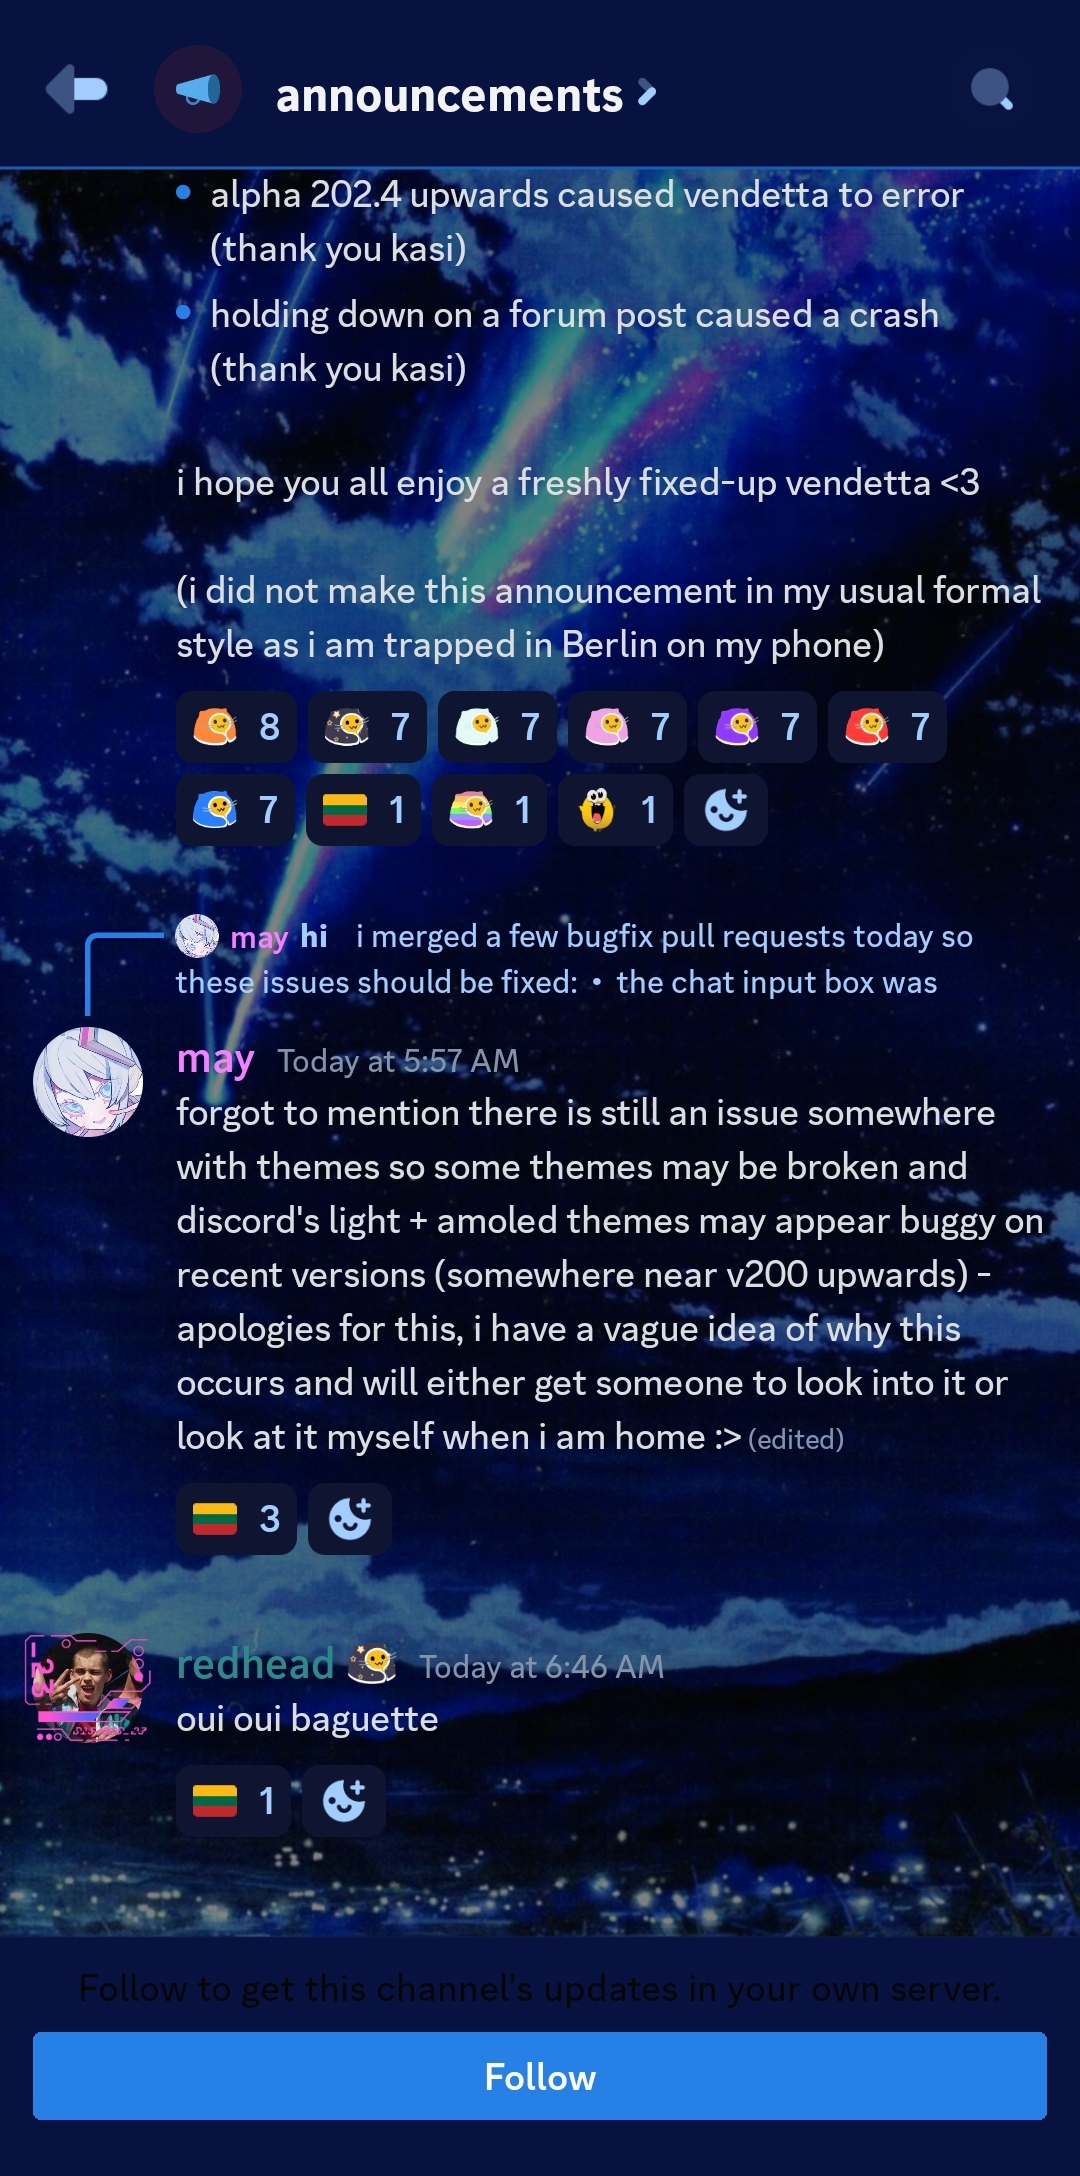 announcements
alpha 202.4 upwards caused vendetta to error
(thank you kasi)
holding down on a forum post caused a crash
(thank you kasi)
i hope you all enjoy a freshly fixed-up vendetta <3
(i did not make this announcement in my usual formal
style as i am trapped in Berlin on my phone)
8 7 7 7 7 7
7 1 1 1
may hi i merged a few bugfix pull requests today so
these issues should be fixed: • the chat input box was
may Today at 5:57 AM
forgot to mention there is still an issue somewhere
with themes so some themes may be broken and
discord's light + amoled themes may appear buggy on
recent versions (somewhere near v200 upwards) -
apologies for this, i have a vague idea of why this
occurs and will either get someone to look into it or
look at it myself when i am home :> (edited)
3
redhead Today at 6:46 AM
oui oui baguette
1
Follow to get this channel's updates in your own server.
Follow